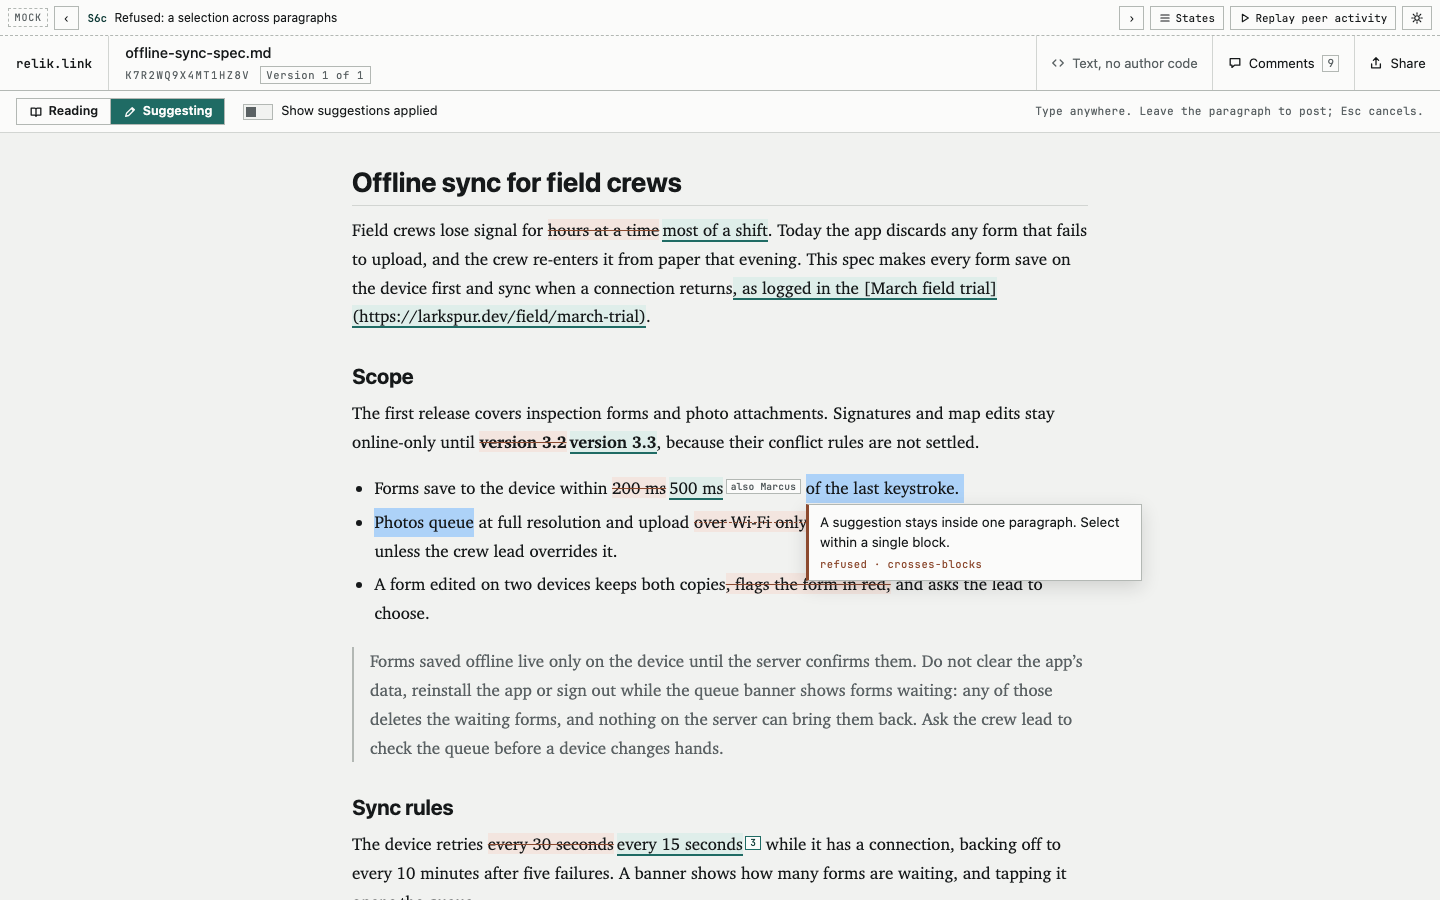 MOCK ‹ S6c Refused: a selection across paragraphs › States Replay peer activity
relik.link
offline-sync-spec.md
K7R2WQ9X4MT1HZ8V Version 1 of 1
Text, no author code Comments 9 Share
Reading Suggesting Show suggestions applied Type anywhere. Leave the paragraph to post; Esc cancels.
Offline sync for field crews
Field crews lose signal for hours at a time most of a shift. Today the app discards any form that fails
to upload, and the crew re-enters it from paper that evening. This spec makes every form save on
the device first and sync when a connection returns, as logged in the [March field trial]
(https://larkspur.dev/field/march-trial).
Scope
The first release covers inspection forms and photo attachments. Signatures and map edits stay
online-only until version 3.2 version 3.3, because their conflict rules are not settled.
• Forms save to the device within 200 ms 500 ms also Marcus of the last keystroke.
• Photos queue at full resolution and upload over Wi-Fi only
unless the crew lead overrides it.
A suggestion stays inside one paragraph. Select
within a single block.
refused · crosses-blocks
• A form edited on two devices keeps both copies, flags the form in red, and asks the lead to
choose.
Forms saved offline live only on the device until the server confirms them. Do not clear the app’s
data, reinstall the app or sign out while the queue banner shows forms waiting: any of those
deletes the waiting forms, and nothing on the server can bring them back. Ask the crew lead to
check the queue before a device changes hands.
Sync rules
The device retries every 30 seconds every 15 seconds 3 while it has a connection, backing off to
every 10 minutes after five failures. A banner shows how many forms are waiting, and tapping it